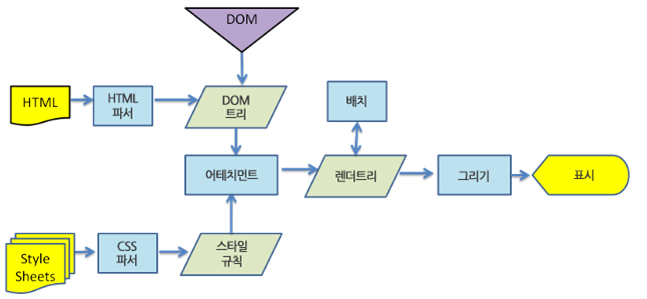 DOM
HTML
HTML
파서
DOM
트리
배치
어테치먼트
렌더트리
그리기
표시
Style
Sheets
CSS
파서
스타일
규칙